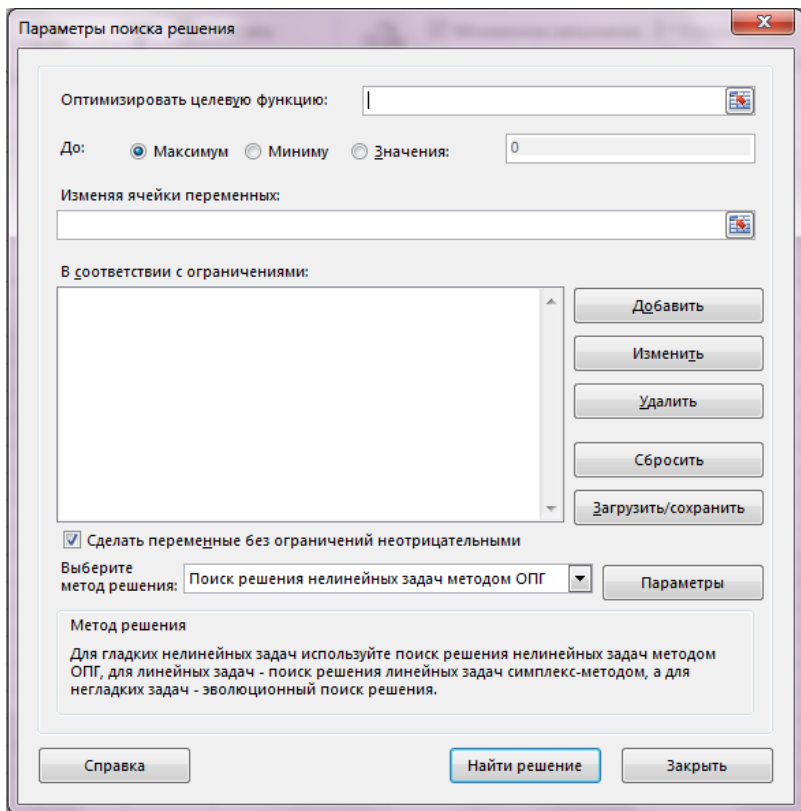 Параметры поиска решения
Оптимизировать целевую функцию:
До: Максимум Миниму Значения: 0
Изменяя ячейки переменных:
В соответствии с ограничениями:
Добавить
Изменить
Удалить
Сбросить
Загрузить/сохранить
Сделать переменные без ограничений неотрицательными
Выберите
метод решения: Поиск решения нелинейных задач методом ОПГ Параметры
Метод решения
Для гладких нелинейных задач используйте поиск решения нелинейных задач методом
ОПГ, для линейных задач - поиск решения линейных задач симплекс-методом, а для
негладких задач - эволюционный поиск решения.
Справка Найти решение Закрыть